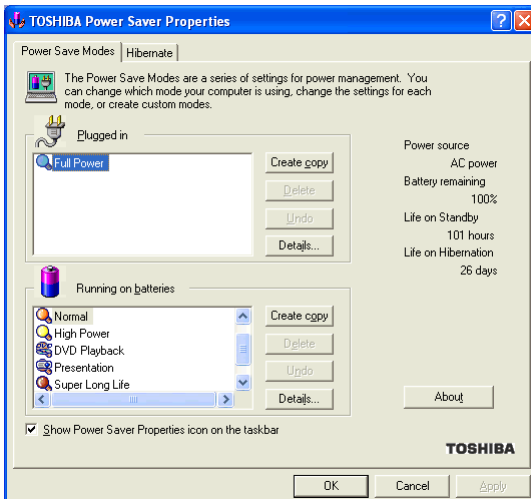 TOSHIBA Power Saver Properties
Power Save Modes
Hibernate
The Power Save Modes are a series of settings for power management. You
can change which mode your computer is using, change the settings for each
mode, or create custom modes.
Plugged in
Full Power
Create copy
Delete
Undo
Details...
Power source
AC power
Battery remaining
100%
Life on Standby
101 hours
Life on Hibernation
26 days
Running on batteries
Normal
High Power
DVD Playback
Presentation
Super Long Life
Create copy
Delete
Undo
Details...
About
Show Power Saver Properties icon on the taskbar
TOSHIBA
OK
Cancel
Apply